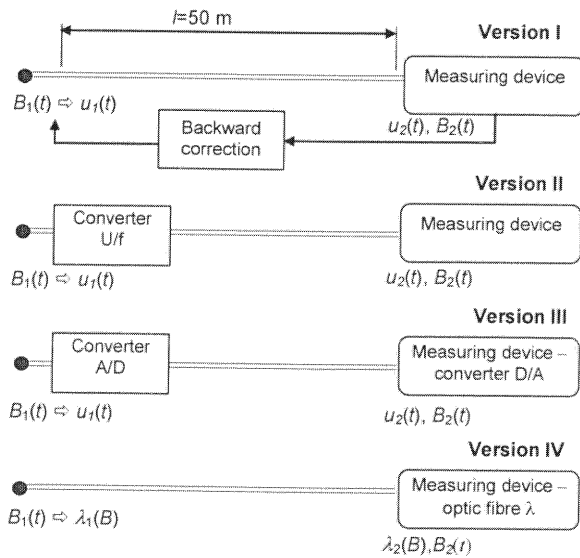 l=50 m
Version I
Measuring device
B₁(t) ⇨ u₁(t)
Backward
correction
u₂(t), B₂(t)
Version II
Converter
U/f
Measuring device
B₁(t) ⇨ u₁(t)
u₂(t), B₂(t)
Version III
Converter
A/D
Measuring device –
converter D/A
B₁(t) ⇨ u₁(t)
u₂(t), B₂(t)
Version IV
Measuring device –
optic fibre λ
B₁(t) ⇨ λ₁(B)
λ₂(B),B₂(t)